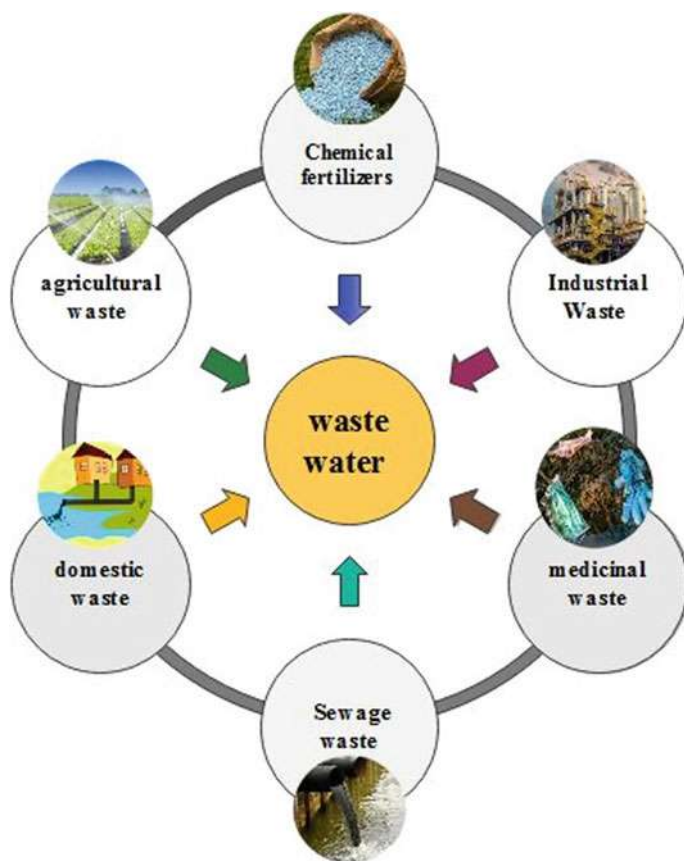 Chemical
fertilizers
Industrial
Waste
medicinal
waste
Sewage
waste
domestic
waste
agricultural
waste
waste
water